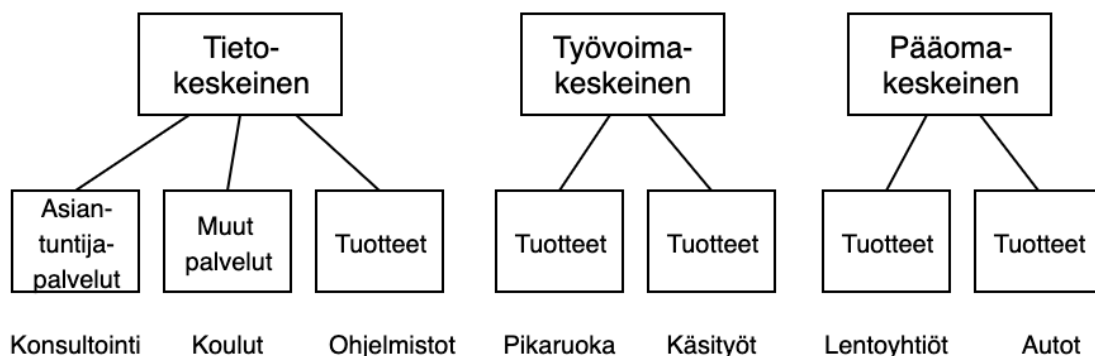 Tieto-
keskeinen
Työvoima-
keskeinen
Pääoma-
keskeinen
Asian-
tuntija-
palvelut
Muut
palvelut
Tuotteet
Tuotteet
Tuotteet
Tuotteet
Tuotteet
Konsultointi
Koulut
Ohjelmistot
Pikaruoka
Käsityöt
Lentoyhtiöt
Autot